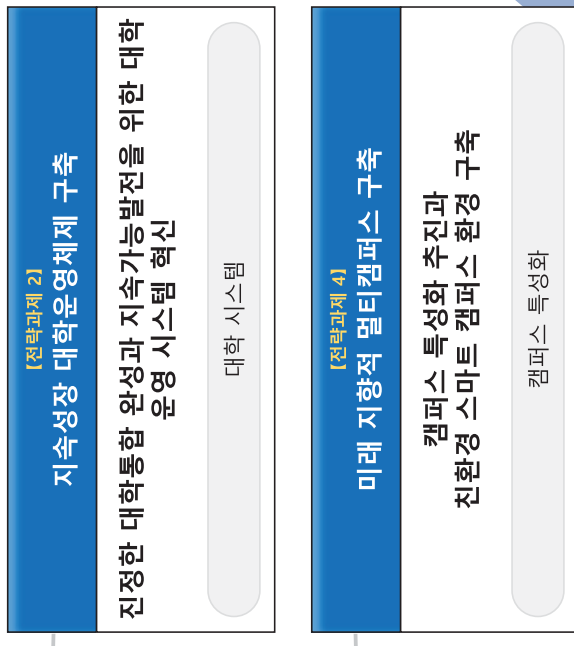 [전략과제 2]
지속성장 대학운영체제 구축
진정한 대학통합 완성과 지속가능발전을 위한 대학
운영 시스템 혁신
대학 시스템
[전략과제 4]
미래 지향적 멀티캠퍼스 구축
캠퍼스 특성화 추진과
친환경 스마트 캠퍼스 환경 구축
캠퍼스 특성화